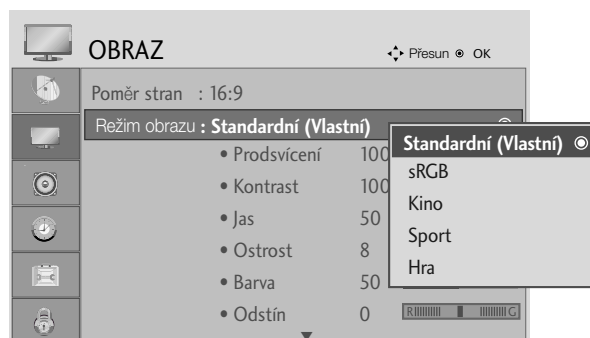 OBRAZ
Přesun OK
Poměr stran : 16:9
Režim obrazu : Standardní (Vlastní)
• Prodsvícení 100
• Kontrast 100
• Jas 50
• Ostrost 8
• Barva 50
• Odstín 0 R G
Standardní (Vlastní)
sRGB
Kino
Sport
Hra